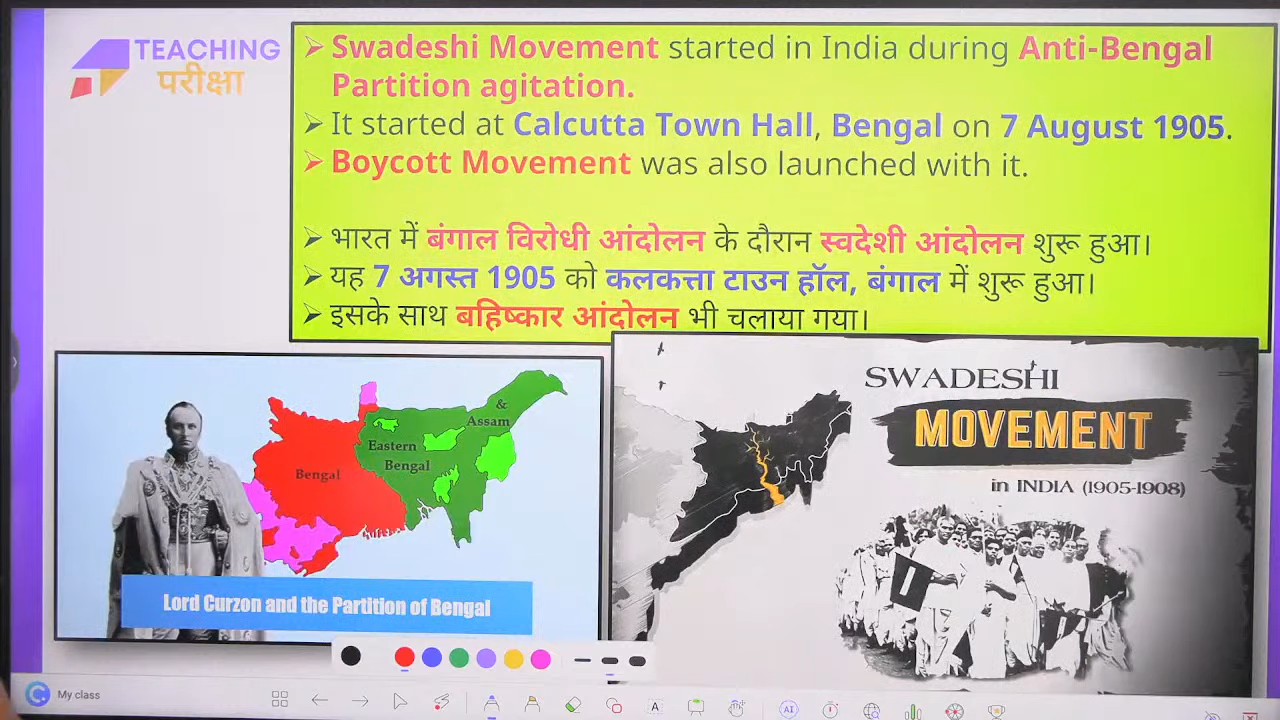 TEACHING
परीक्षा
➢ Swadeshi Movement started in India during Anti-Bengal
Partition agitation.
➢ It started at Calcutta Town Hall, Bengal on 7 August 1905.
➢ Boycott Movement was also launched with it.
➢ भारत में बंगाल विरोधी आंदोलन के दौरान स्वदेशी आंदोलन शुरू हुआ।
➢ यह 7 अगस्त 1905 को कलकत्ता टाउन हॉल, बंगाल में शुरू हुआ।
➢ इसके साथ बहिष्कार आंदोलन भी चलाया गया।
&
Assam
Eastern
Bengal
Bengal
Lord Curzon and the Partition of Bengal
SWADESHI
MOVEMENT
in INDIA (1905-1908)
My class
A
AI